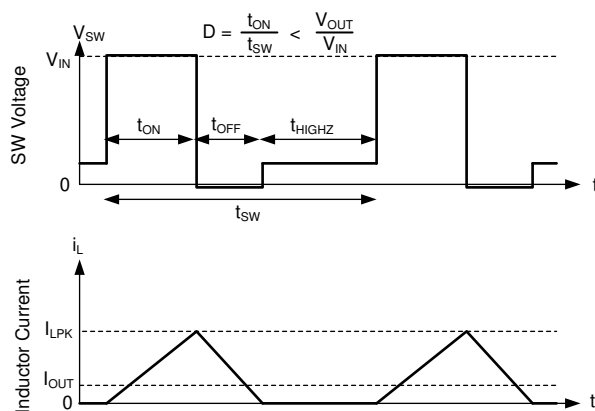 V_SW
D = t_ON / t_SW < V_OUT / V_IN
V_IN
SW Voltage
t_ON
t_OFF
t_HIGHZ
0
t
t_SW
i_L
Inductor Current
I_LPK
I_OUT
0
t